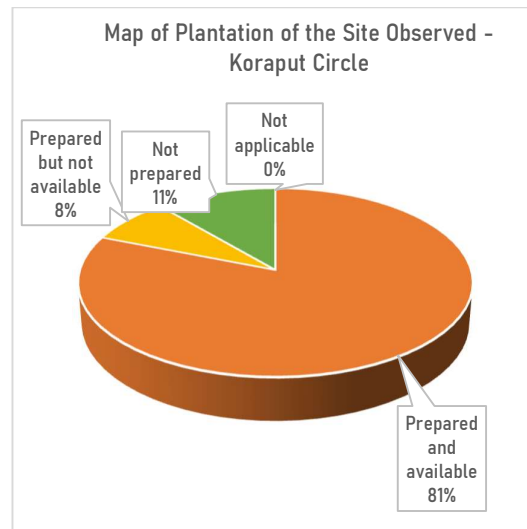 Map of Plantation of the Site Observed -
Koraput Circle
Prepared
but not
available
8%
Not
prepared
11%
Not
applicable
0%
Prepared
and
available
81%